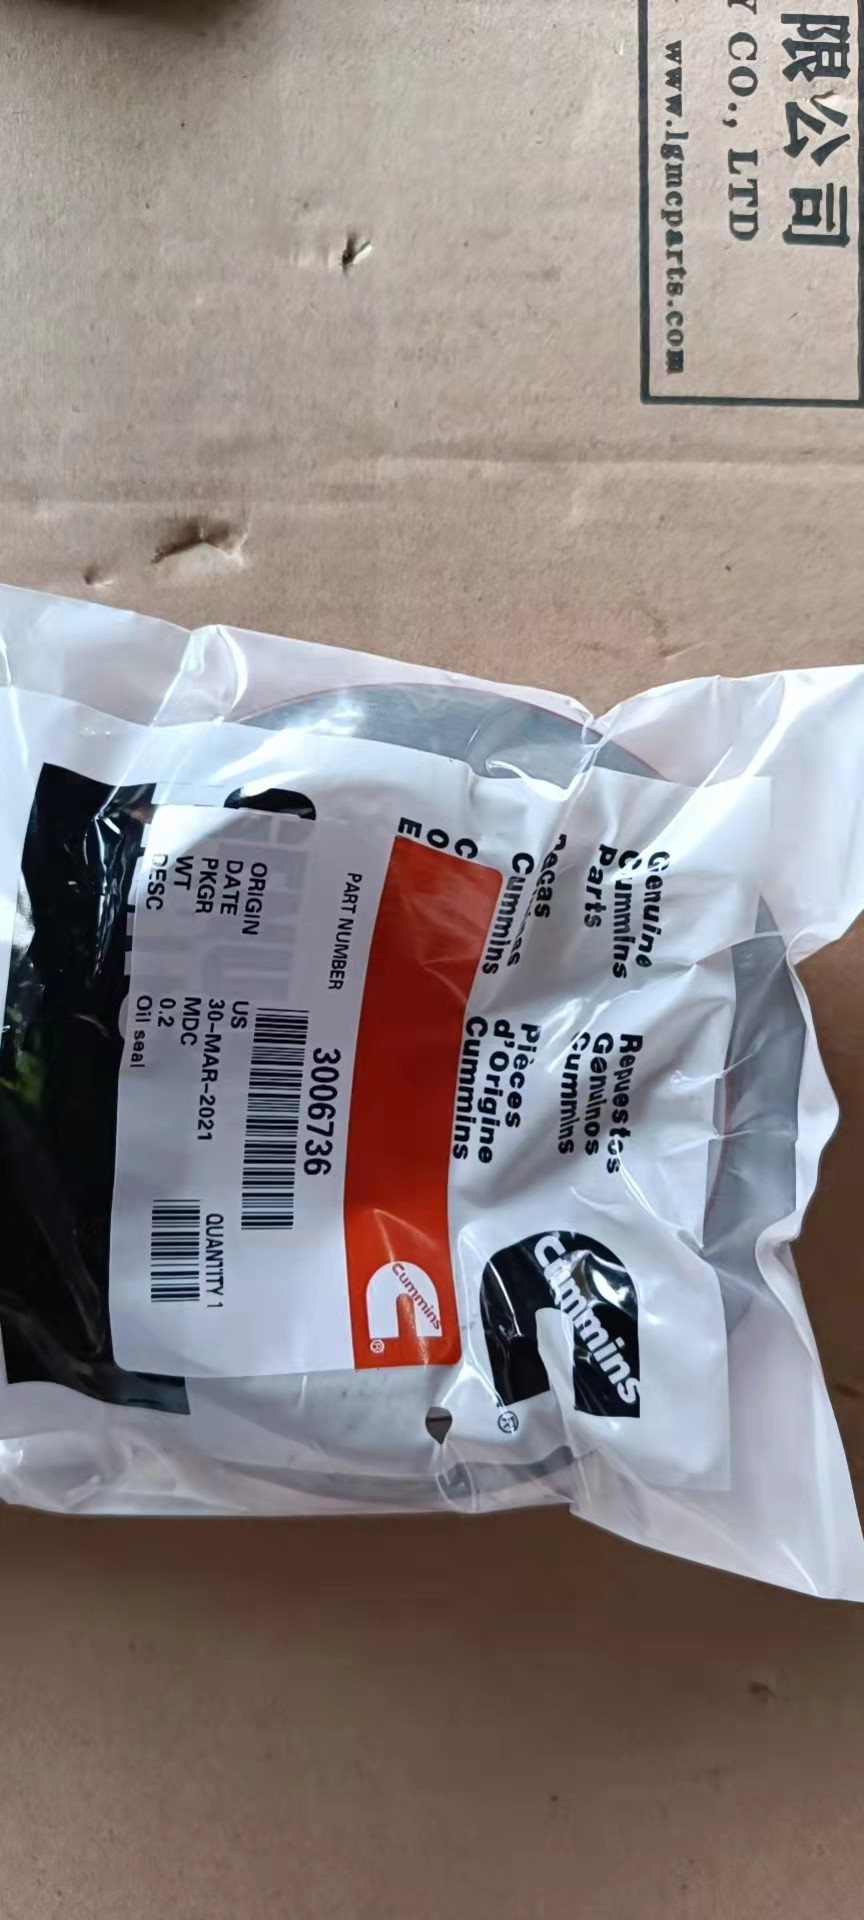 限公司
Y CO., LTD
www.lgmcparts.com
Genuine
Cummins
Parts
Repuestos
Genuinos
Cummins
Cummins
Pièces
d'Origine
Cummins
Cummins
®
C
O
E
Cummins
®
PART NUMBER
3006736
ORIGIN US
DATE 30-MAR-2021
PKGR MDC
WT 0.2
DESC Oil seal
QUANTITY 1